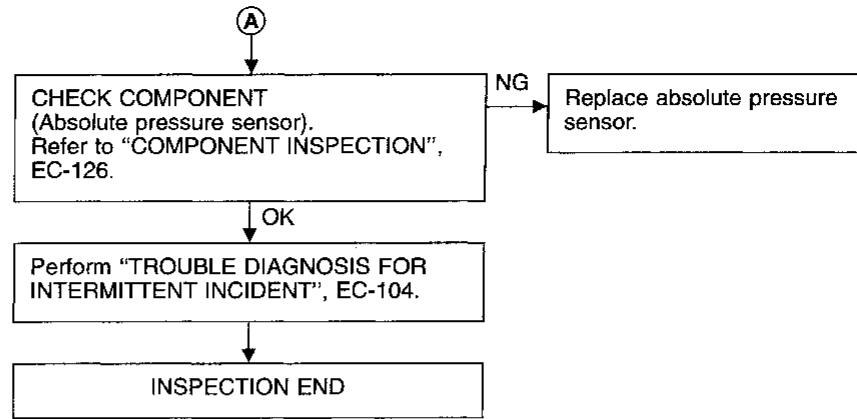 A
CHECK COMPONENT
(Absolute pressure sensor).
Refer to "COMPONENT INSPECTION",
EC-126.
NG
Replace absolute pressure
sensor.
OK
Perform "TROUBLE DIAGNOSIS FOR
INTERMITTENT INCIDENT", EC-104.
INSPECTION END